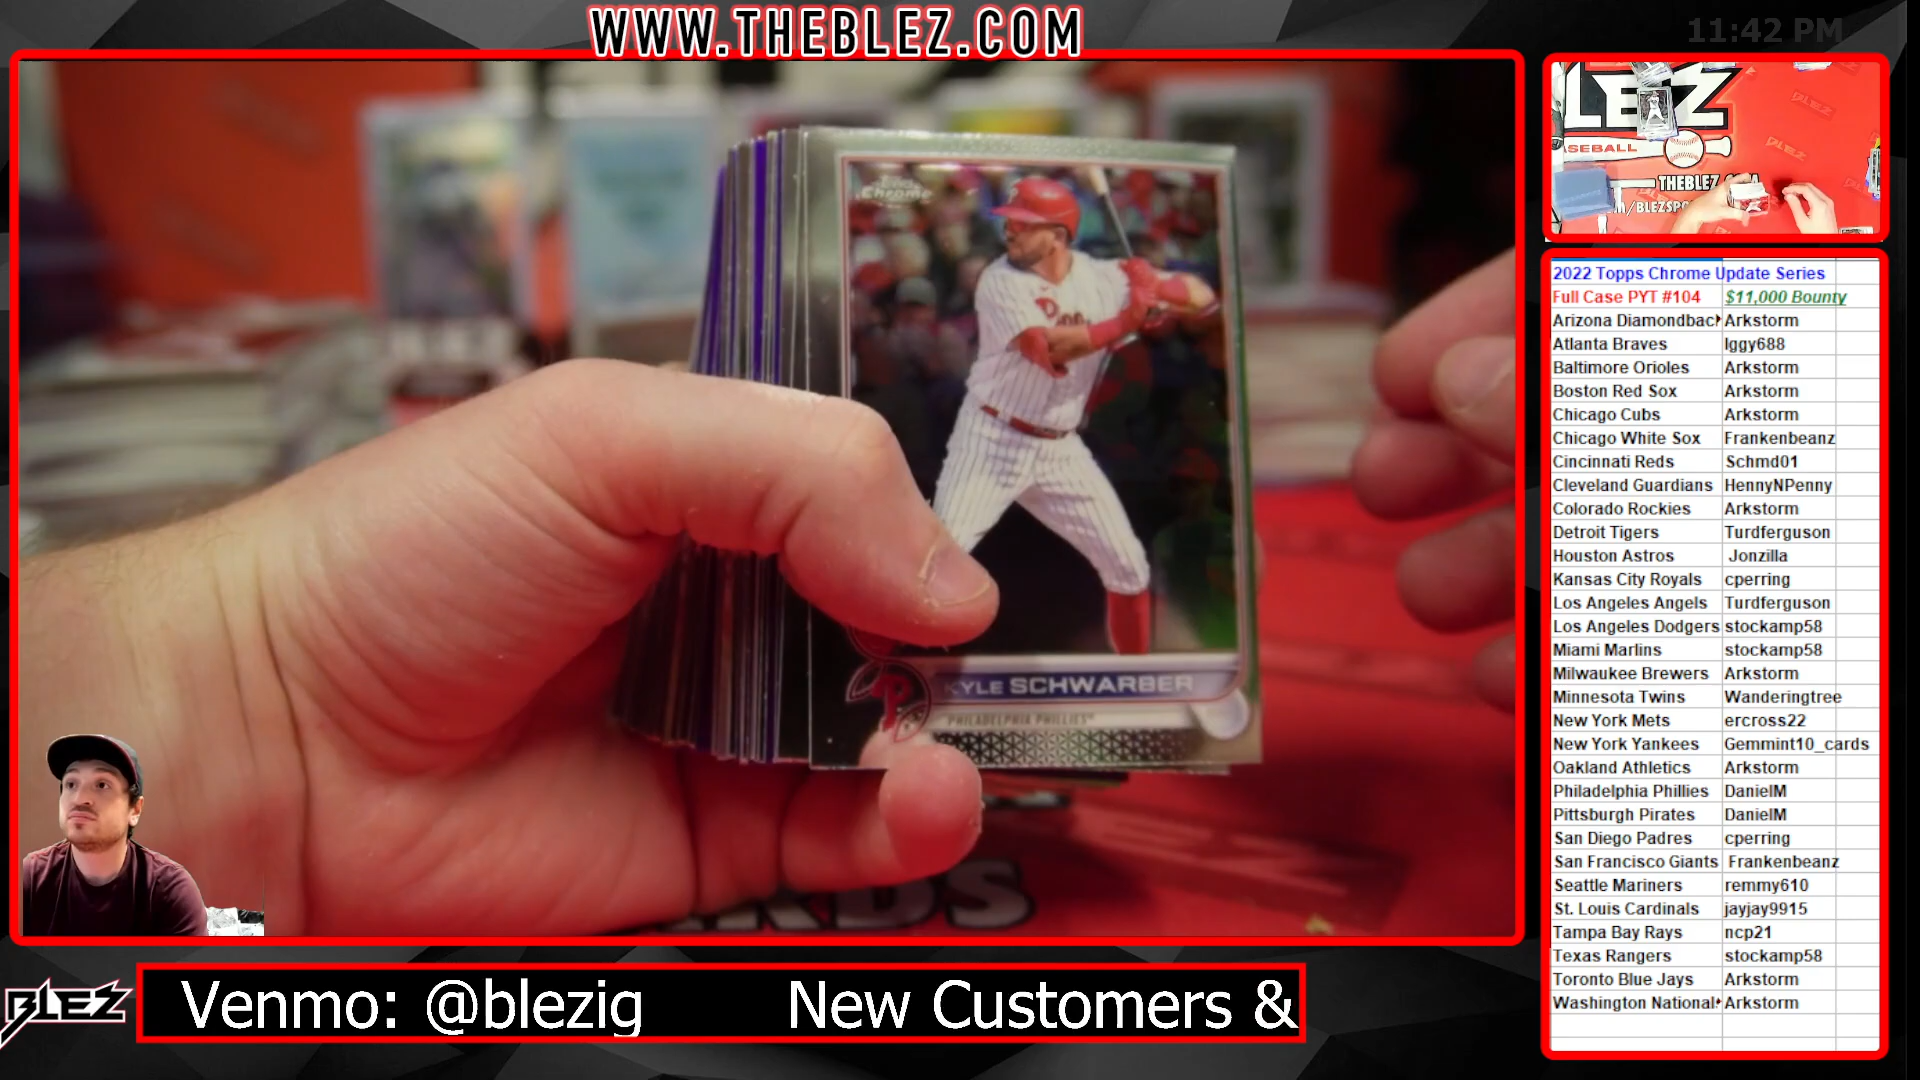 WWW.THEBLEZ.COM
11:42 PM
Topps
Chrome
KYLE SCHWARBER
PHILADELPHIA PHILLIES
BLEZ
BASEBALL
THEBLEZ
2022 Topps Chrome Update Series
Full Case PYT #104 $11,000 Bounty
Arizona Diamondback Arkstorm
Atlanta Braves Iggy688
Baltimore Orioles Arkstorm
Boston Red Sox Arkstorm
Chicago Cubs Arkstorm
Chicago White Sox Frankenbeanz
Cincinnati Reds Schmd01
Cleveland Guardians HennyNPenny
Colorado Rockies Arkstorm
Detroit Tigers Turdferguson
Houston Astros Jonzilla
Kansas City Royals cperring
Los Angeles Angels Turdferguson
Los Angeles Dodgers stockamp58
Miami Marlins stockamp58
Milwaukee Brewers Arkstorm
Minnesota Twins Wanderingtree
New York Mets ercross22
New York Yankees Gemmint10_cards
Oakland Athletics Arkstorm
Philadelphia Phillies DanielM
Pittsburgh Pirates DanielM
San Diego Padres cperring
San Francisco Giants Frankenbeanz
Seattle Mariners remmy610
St. Louis Cardinals jayjay9915
Tampa Bay Rays ncp21
Texas Rangers stockamp58
Toronto Blue Jays Arkstorm
Washington National Arkstorm
BLEZ
Venmo: @blezig New Customers &